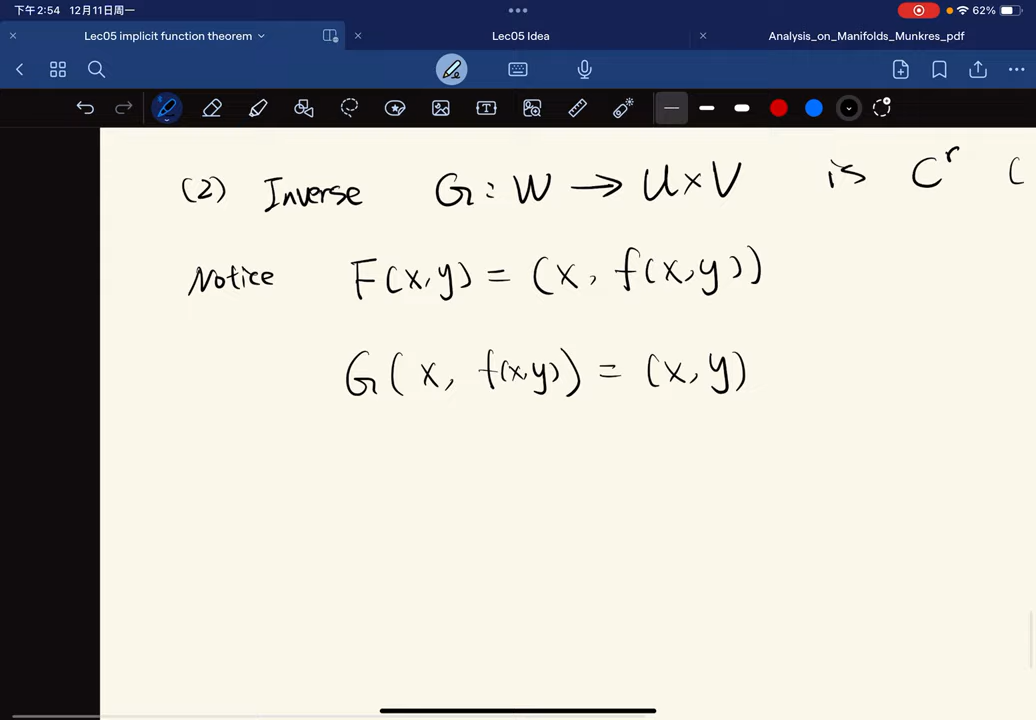 下午2:54 12月11日周一
62%
Lec05 implicit function theorem
Lec05 Idea
Analysis_on_Manifolds_Munkres_pdf
(2) Inverse G : W → U × V is Cʳ (
Notice F(x,y) = (x, f(x,y))
G(x, f(x,y)) = (x,y)